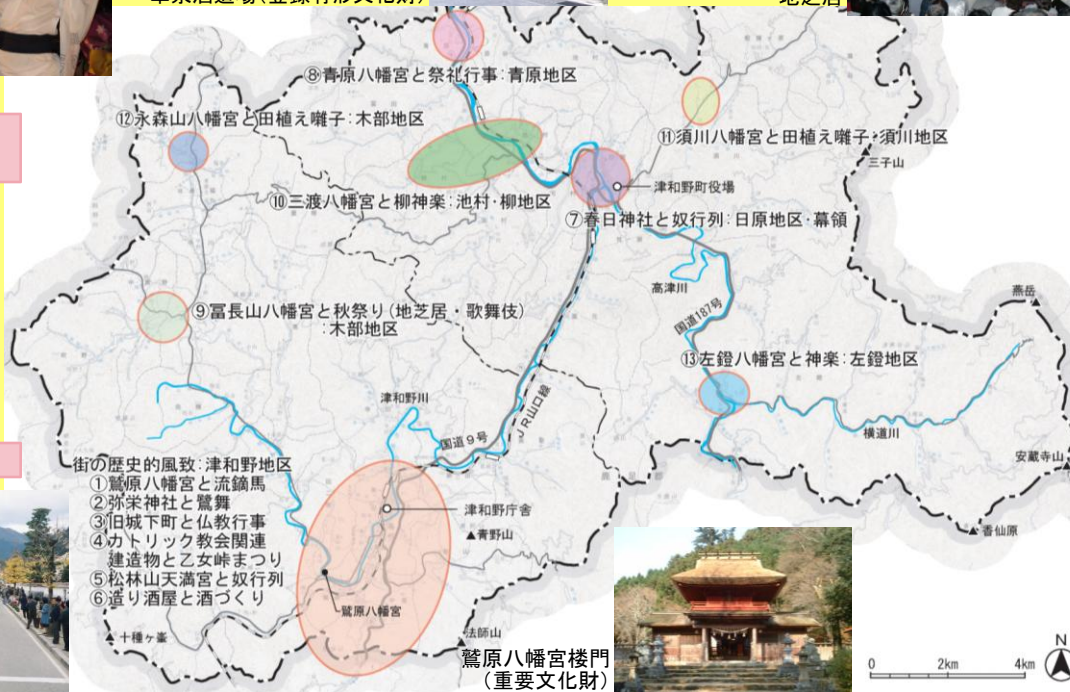 地芝居
⑧青原八幡宮と祭礼行事：青原地区
⑫永森山八幡宮と田植え囃子：木部地区
⑪須川八幡宮と田植え囃子・須川地区
三子山
津和野町役場
⑩三渡八幡宮と柳神楽：池村・柳地区
⑦春日神社と奴行列：日原地区・幕領
高津川
燕岳
国道187号
⑨冨長山八幡宮と秋祭り（地芝居・歌舞伎）
：木部地区
⑬左鐙八幡宮と神楽：左鐙地区
津和野川
国道9号
JR山口線
横道川
安蔵寺山
街の歴史的風致：津和野地区
①鷲原八幡宮と流鏑馬
②弥栄神社と鷺舞
③旧城下町と仏教行事
④カトリック教会関連
建造物と乙女峠まつり
⑤松林山天満宮と奴行列
⑥造り酒屋と酒づくり
津和野庁舎
青野山
香仙原
鷲原八幡宮
十種ヶ峯
法師山
鷲原八幡宮楼門
（重要文化財）
0 2km 4km
N